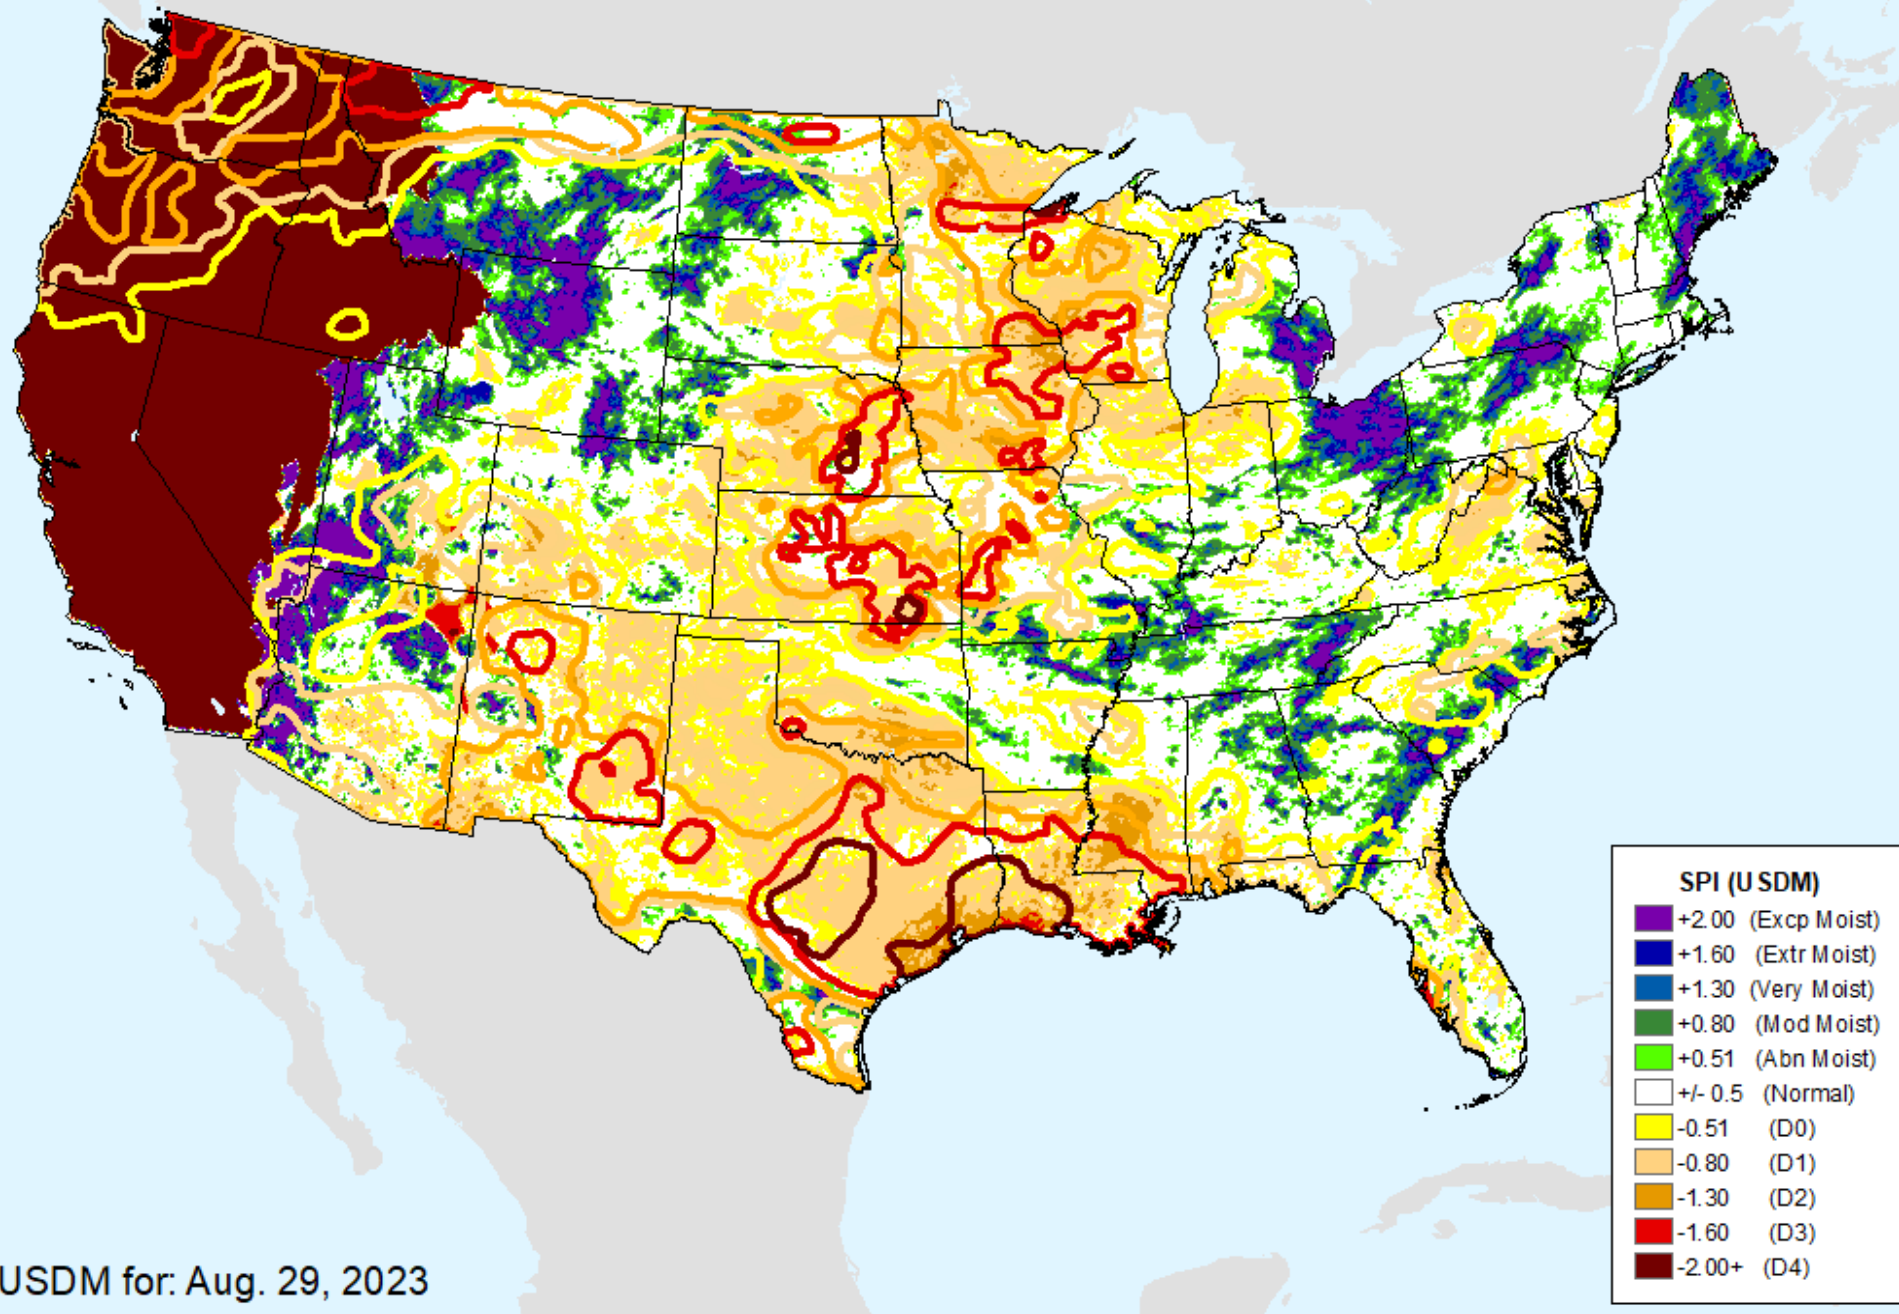 SPI (USDM)
+2.00 (Excp Moist)
+1.60 (Extr Moist)
+1.30 (Very Moist)
+0.80 (Mod Moist)
+0.51 (Abn Moist)
+/- 0.5 (Normal)
-0.51 (D0)
-0.80 (D1)
-1.30 (D2)
-1.60 (D3)
-2.00+ (D4)
USDM for: Aug. 29, 2023